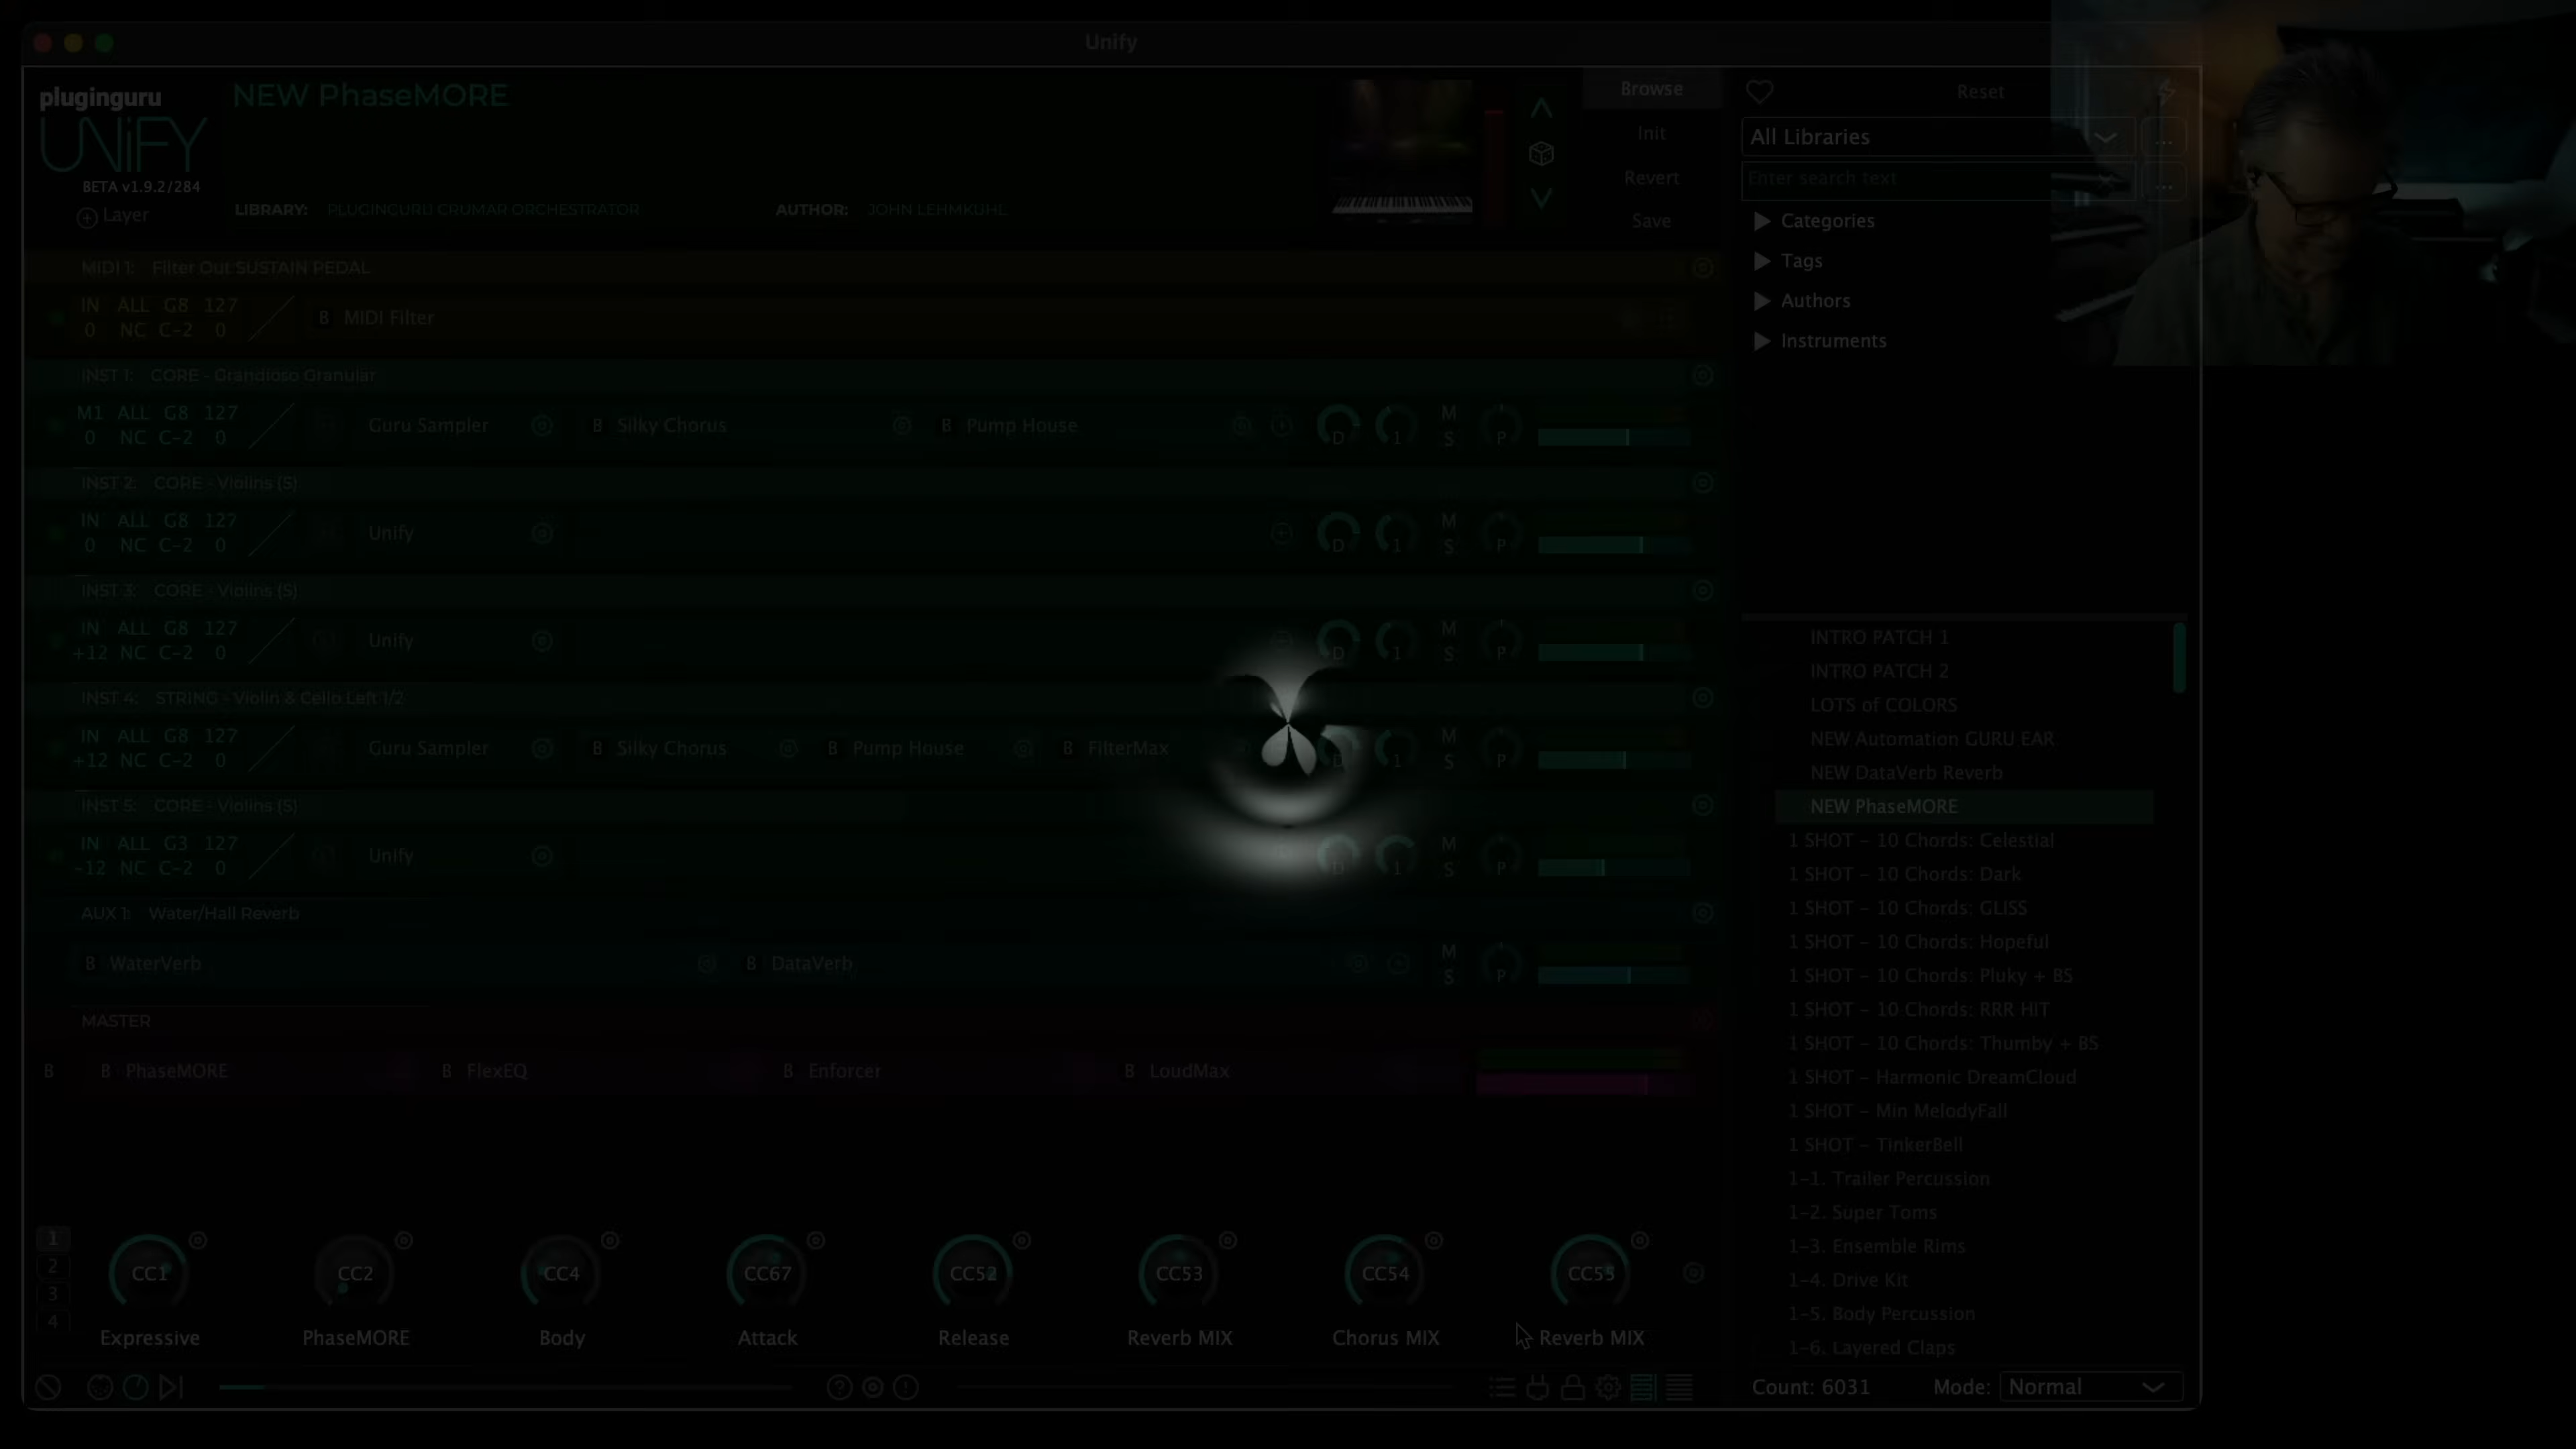 Unify
pluginguru
UNiFY
BETA v1.9.2/284
Layer
NEW PhaseMORE
LIBRARY: PLUGINGURU CRUMAR ORCHESTRATOR
AUTHOR: JOHN LEHMKUHL
Browse
Init
Revert
Save
Reset
All Libraries
...
Enter search text
...
Categories
Tags
Authors
Instruments
MIDI 1: Filter Out SUSTAIN PEDAL
IN ALL G8 127
0 NC C-2 0
B MIDI Filter
INST 1: CORE - Grandioso Granular
M1 ALL G8 127
0 NC C-2 0
Guru Sampler B Silky Chorus B Pump House D 1 M S P
INST 2: CORE - Violins (S)
IN ALL G8 127
0 NC C-2 0
Unify D 1 M S P
INST 3: CORE - Violins (S)
IN ALL G8 127
+12 NC C-2 0
Unify D 1 M S P
INST 4: STRING - Violin & Cello Left 1/2
IN ALL G8 127
+12 NC C-2 0
Guru Sampler B Silky Chorus B Pump House B FilterMax D 1 M S P
INST 5: CORE - Violins (S)
IN ALL G3 127
-12 NC C-2 0
Unify D 1 M S P
AUX 1: Water/Hall Reverb
B WaterVerb B DataVerb M S P
MASTER
B B PhaseMORE B FlexEQ B Enforcer B LoudMax
INTRO PATCH 1
INTRO PATCH 2
LOTS of COLORS
NEW Automation GURU EAR
NEW DataVerb Reverb
NEW PhaseMORE
1 SHOT - 10 Chords: Celestial
1 SHOT - 10 Chords: Dark
1 SHOT - 10 Chords: GLISS
1 SHOT - 10 Chords: Hopeful
1 SHOT - 10 Chords: Pluky + BS
1 SHOT - 10 Chords: RRR HIT
1 SHOT - 10 Chords: Thumby + BS
1 SHOT - Harmonic DreamCloud
1 SHOT - Min MelodyFall
1 SHOT - TinkerBell
1-1. Trailer Percussion
1-2. Super Toms
1-3. Ensemble Rims
1-4. Drive Kit
1-5. Body Percussion
1-6. Layered Claps
1
2
3
4
CC1 CC2 CC4 CC67 CC52 CC53 CC54 CC55
Expressive PhaseMORE Body Attack Release Reverb MIX Chorus MIX Reverb MIX
Count: 6031 Mode: Normal